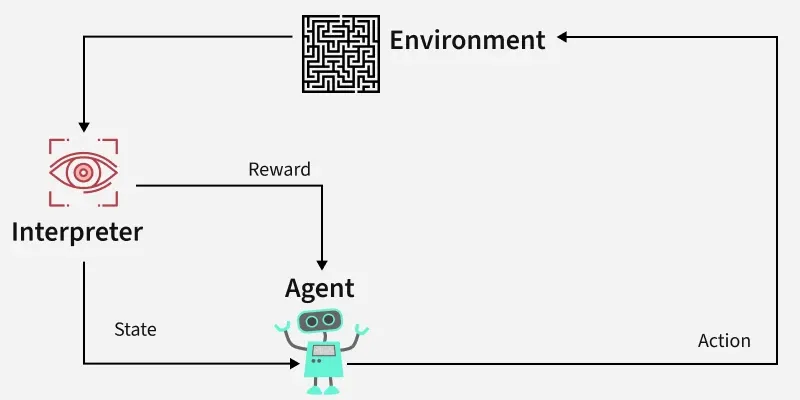 Environment
Reward
Interpreter
Agent
State
Action